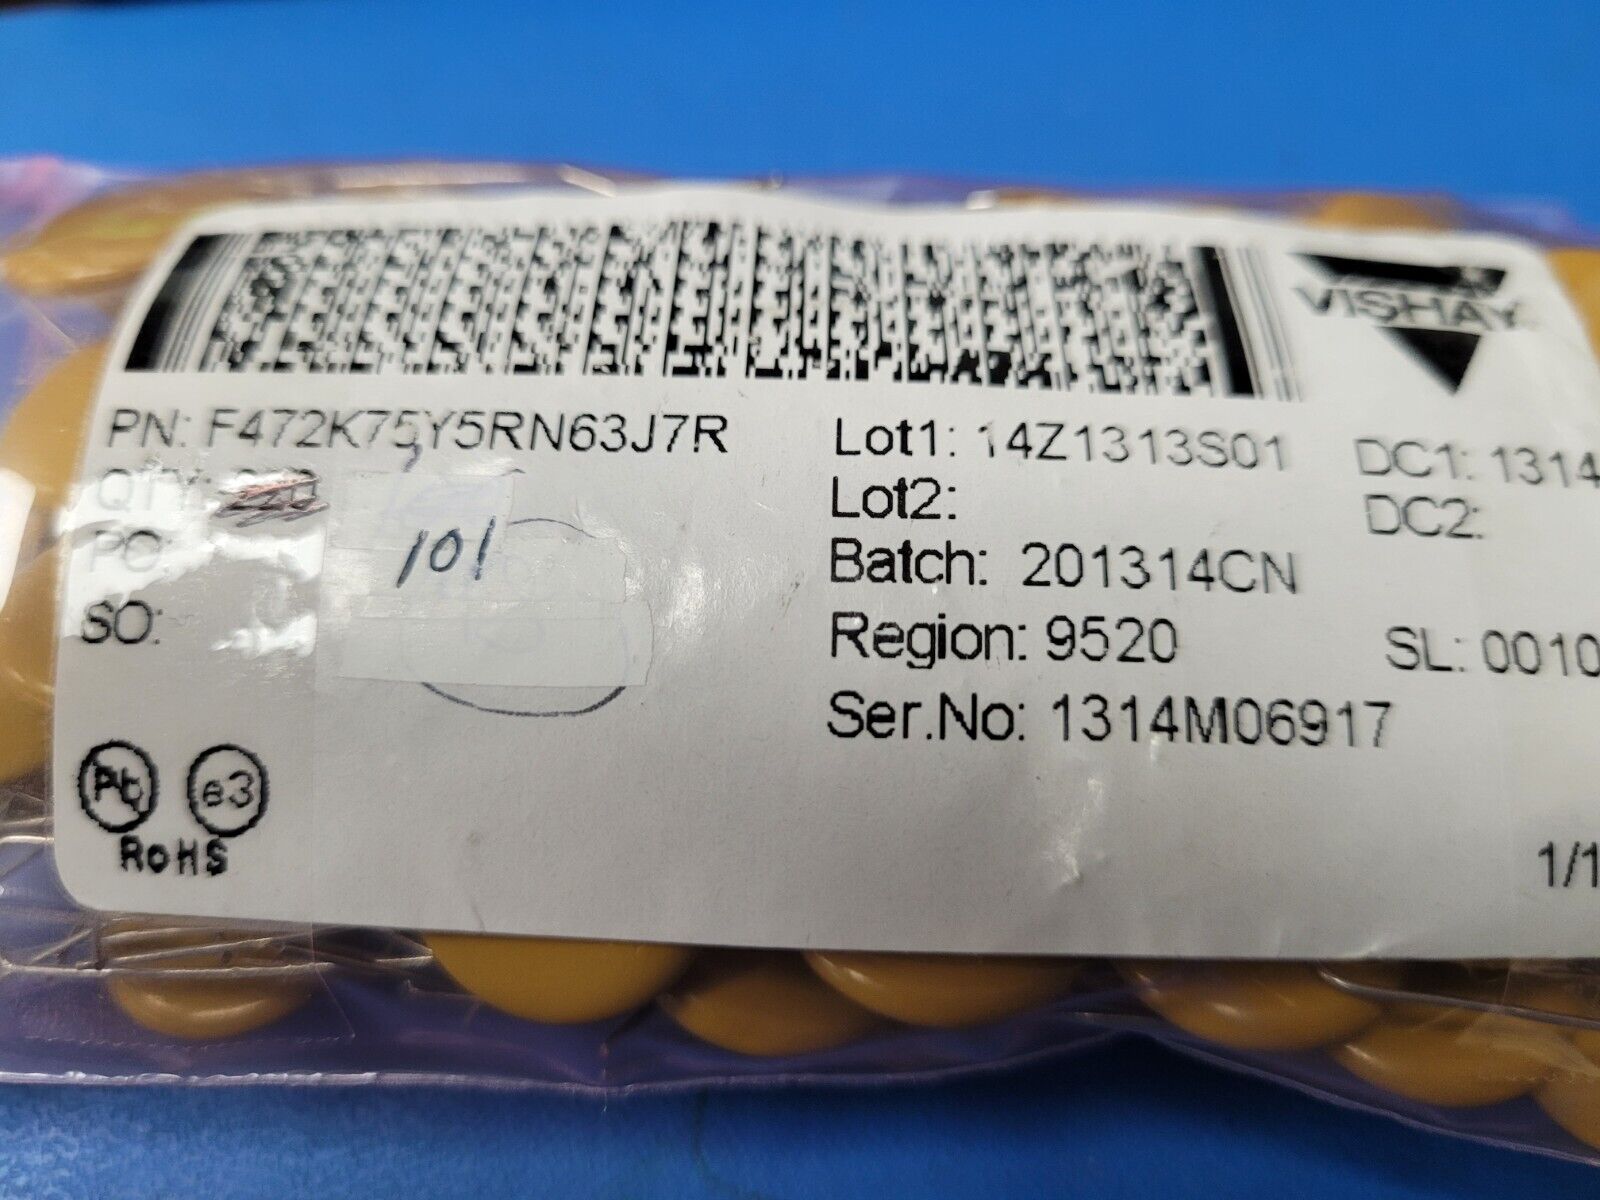 VISHAY
PN: F472K75Y5RN63J7R
QTY:
101
PO:
SO:
Lot1: 14Z1313S01
DC1: 1314
Lot2:
DC2:
Batch: 201314CN
Region: 9520
SL: 0010
Ser.No: 1314M06917
Pb
e3
RoHS
1/1